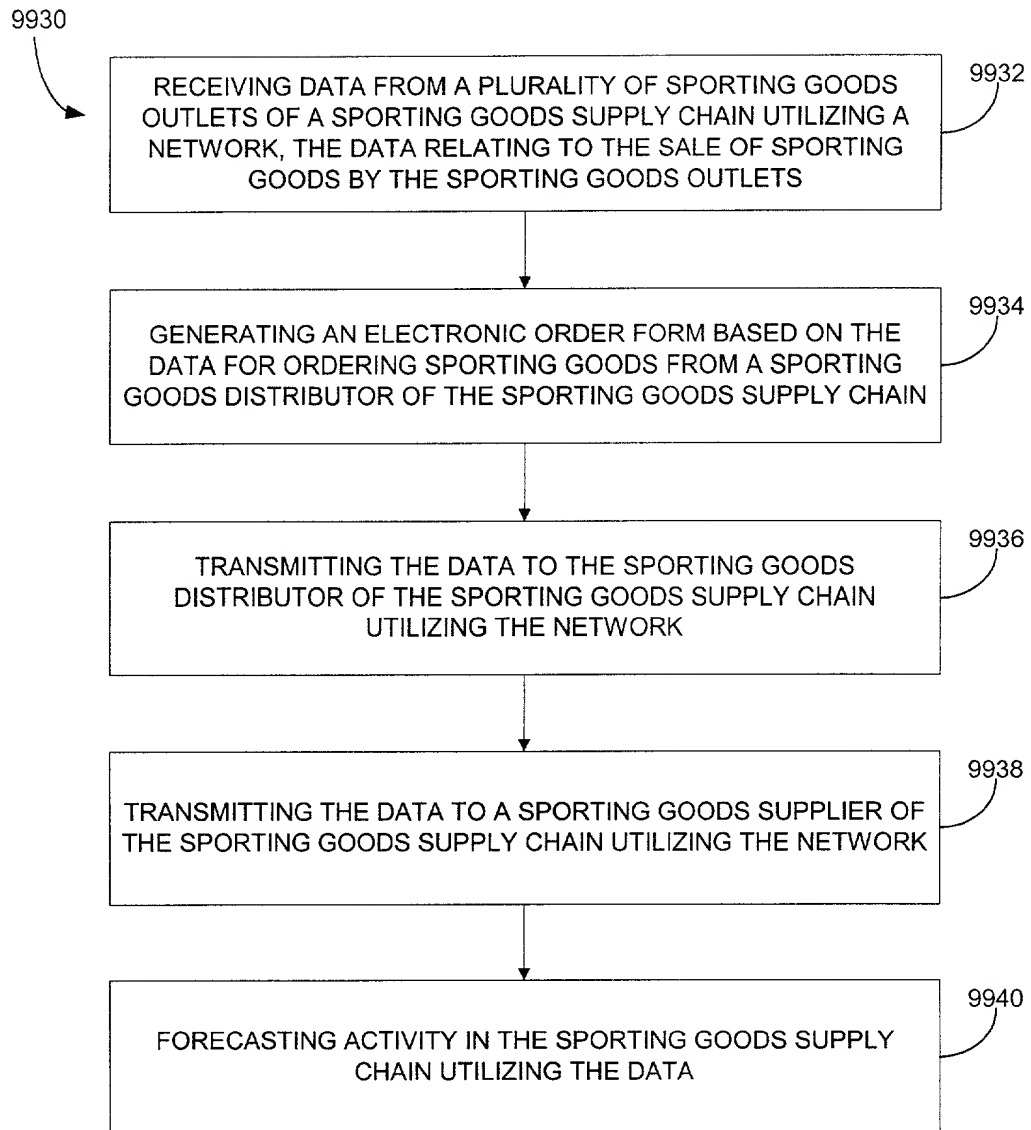 9930
RECEIVING DATA FROM A PLURALITY OF SPORTING GOODS
OUTLETS OF A SPORTING GOODS SUPPLY CHAIN UTILIZING A
NETWORK, THE DATA RELATING TO THE SALE OF SPORTING
GOODS BY THE SPORTING GOODS OUTLETS
9932
GENERATING AN ELECTRONIC ORDER FORM BASED ON THE
DATA FOR ORDERING SPORTING GOODS FROM A SPORTING
GOODS DISTRIBUTOR OF THE SPORTING GOODS SUPPLY CHAIN
9934
TRANSMITTING THE DATA TO THE SPORTING GOODS
DISTRIBUTOR OF THE SPORTING GOODS SUPPLY CHAIN
UTILIZING THE NETWORK
9936
TRANSMITTING THE DATA TO A SPORTING GOODS SUPPLIER OF
THE SPORTING GOODS SUPPLY CHAIN UTILIZING THE NETWORK
9938
FORECASTING ACTIVITY IN THE SPORTING GOODS SUPPLY
CHAIN UTILIZING THE DATA
9940